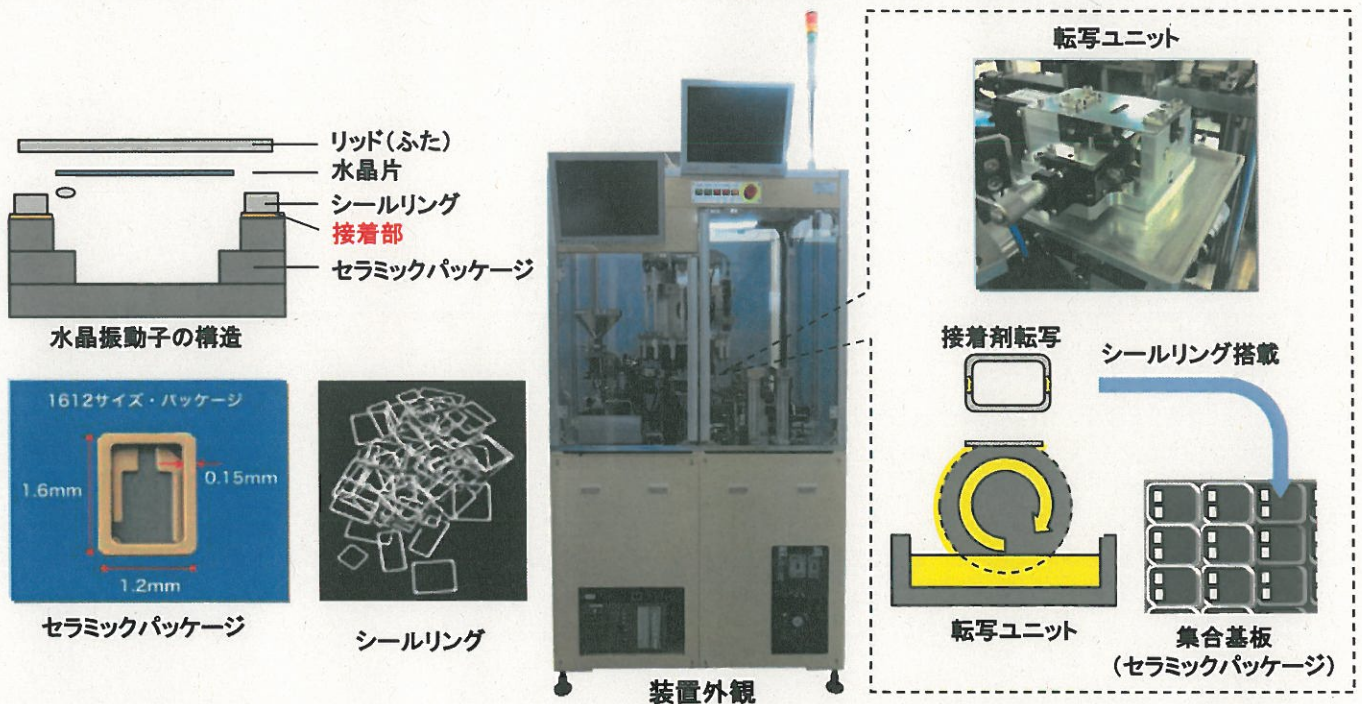 リッド(ふた)
水晶片
シールリング
接着部
セラミックパッケージ
水晶振動子の構造
1612サイズ・パッケージ
1.6mm
0.15mm
1.2mm
セラミックパッケージ
シールリング
装置外観
転写ユニット
接着剤転写
シールリング搭載
転写ユニット
集合基板
(セラミックパッケージ)